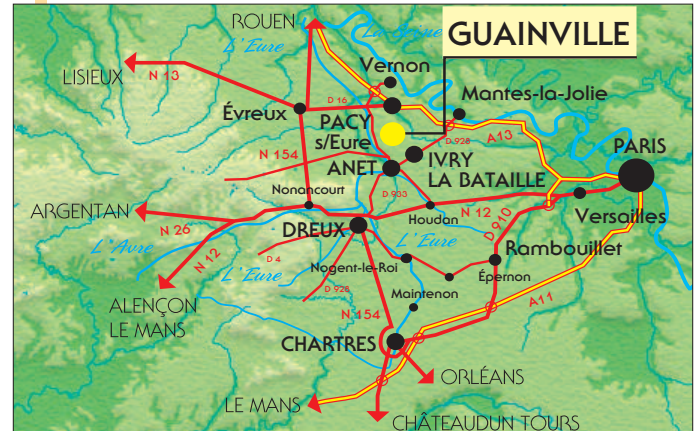 ROUEN
L'Eure
La Seine
GUAINVILLE
LISIEUX
N 13
Vernon
D 16
Mantes-la-Jolie
Évreux
PACY
s/Eure
D 928
A13
PARIS
N 154
IVRY
LA BATAILLE
ANET
Nonancourt
D 933
Houdan
N 12
D 910
Versailles
ARGENTAN
N 26
DREUX
L'Avre
N 12
L'Eure
L'Eure
Rambouillet
D 4
Nogent-le-Roi
Épernon
D 928
Maintenon
A11
ALENÇON
LE MANS
N 154
CHARTRES
ORLÉANS
LE MANS
CHÂTEAUDUN TOURS